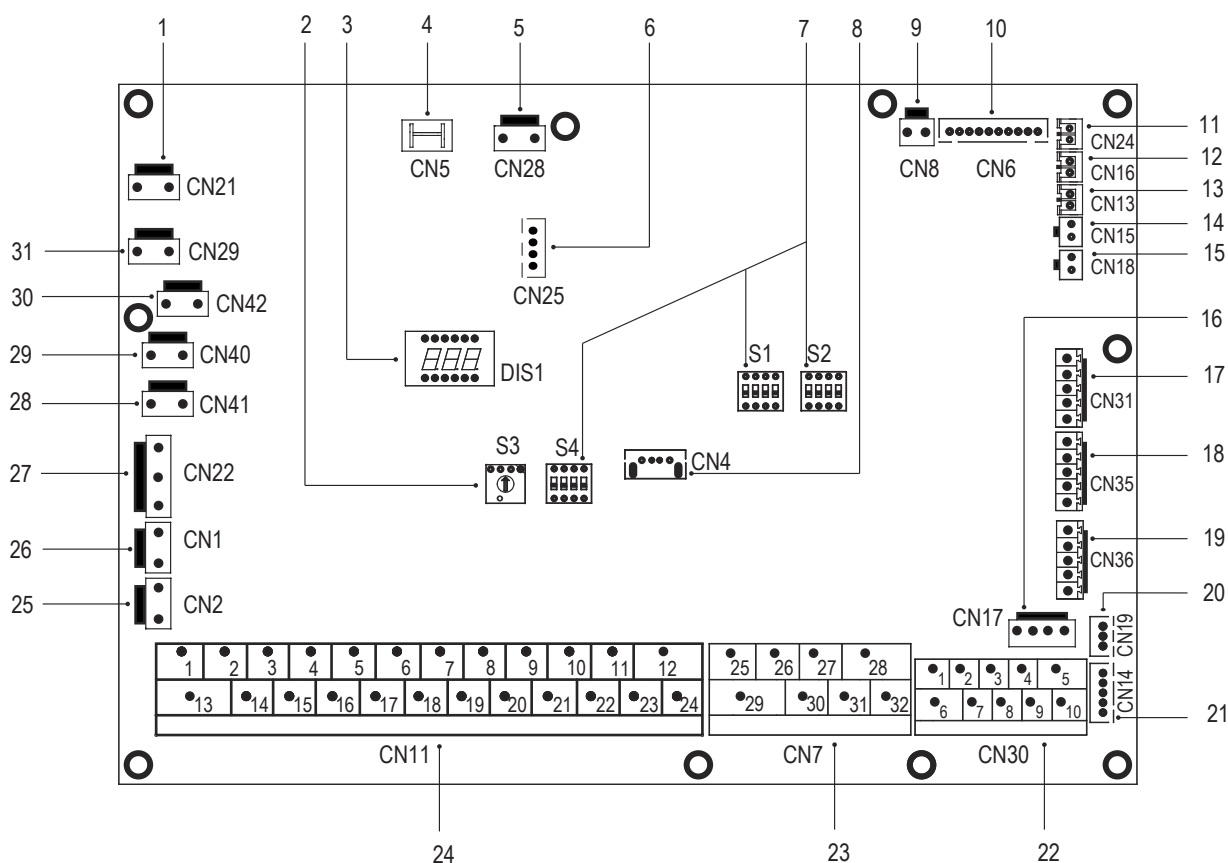 1 2 3 4 5 6 7 8 9 10
11
CN24
12
CN16
CN5 CN28 CN8 CN6
CN21
13
CN13
14
CN15
31
CN29
15
CN18
30
CN42
CN25
16
29
CN40
3
DIS1
S1 S2
17
CN31
28
CN41
27
CN22
S3 S4
CN4
18
CN35
2
26
CN1
19
CN36
25
CN2
20
CN17
CN19
1 2 3 4 5 6 7 8 9 10 11 12
25 26 27 28
1 2 3 4 5
CN14
13 14 15 16 17 18 19 20 21 22 23 24
29 30 31 32
6 7 8 9 10
21
CN11 CN7 CN30
24 23 22